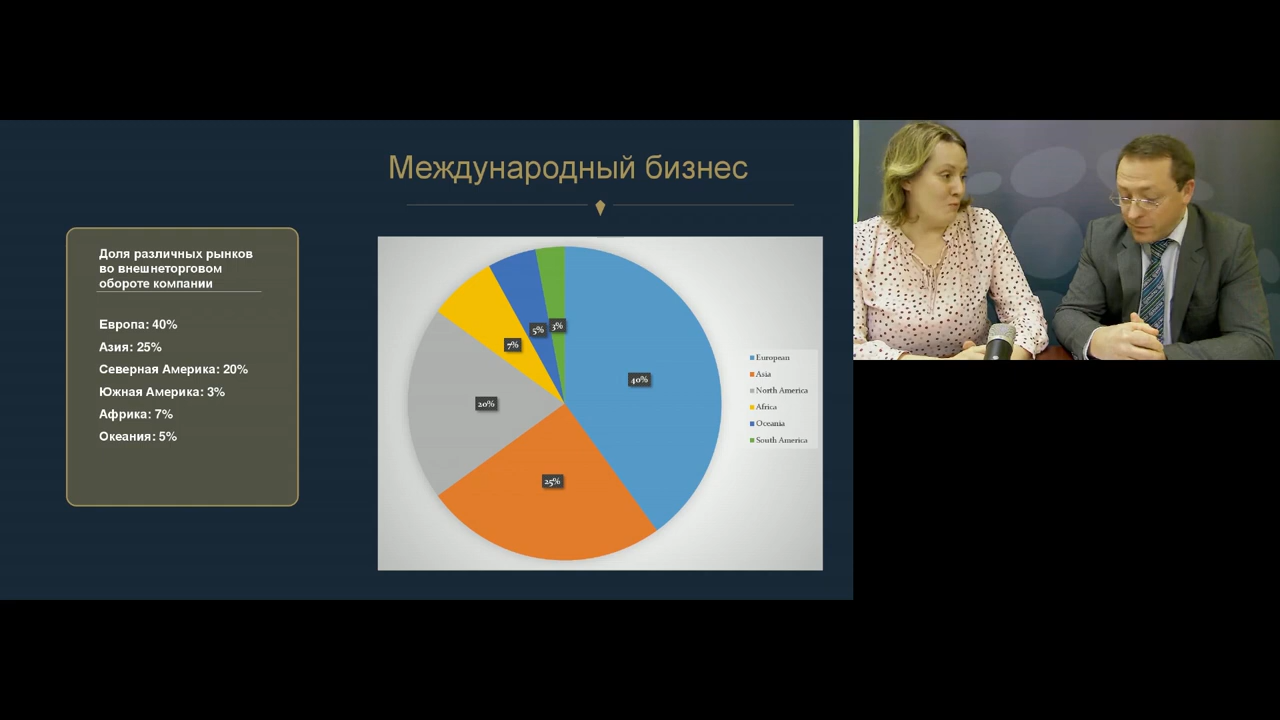 Международный бизнес
Доля различных рынков
во внешнеторговом
обороте компании
Европа: 40%
Азия: 25%
Северная Америка: 20%
Южная Америка: 3%
Африка: 7%
Океания: 5%
40%
25%
20%
7%
5%
3%
European
Asia
North America
Africa
Oceania
South America